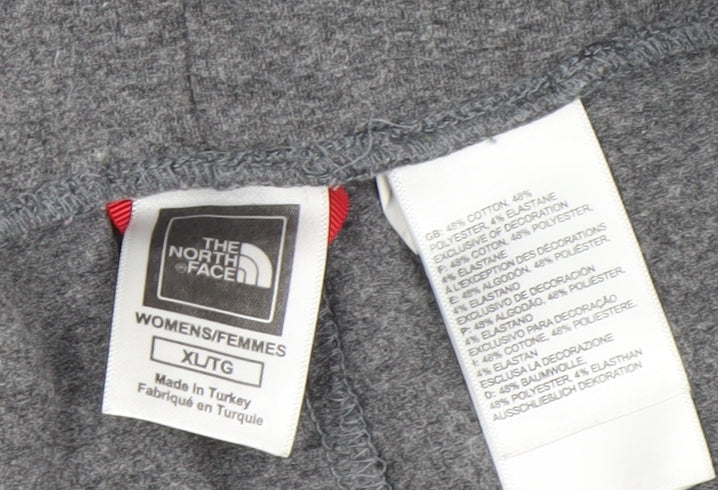 THE
NORTH
FACE
WOMENS/FEMMES
XL/TG
Made in Turkey
Fabriqué en Turquie
GB: 48% COTTON, 48%
POLYESTER, 4% ELASTANE
EXCLUSIVE OF DECORATION
F: 48% COTON, 48% POLYESTER,
4% ELASTANE
À L'EXCEPTION DES DÉCORATIONS
E: 48% ALGODON, 48% POLIÉSTER,
4% ELASTANO
EXCLUSIVO DE DECORACIÓN
P: 48% ALGODÃO, 48% POLIÉSTER,
4% ELASTANO
EXCLUSIVO PARA DECORAÇÃO
I: 48% COTONE, 48% POLIESTERE,
4% ELASTAN
ESCLUSA LA DECORAZIONE
D: 48% BAUMWOLLE,
48% POLYESTER, 4% ELASTHAN
AUSSCHLIEßLICH DEKORATION